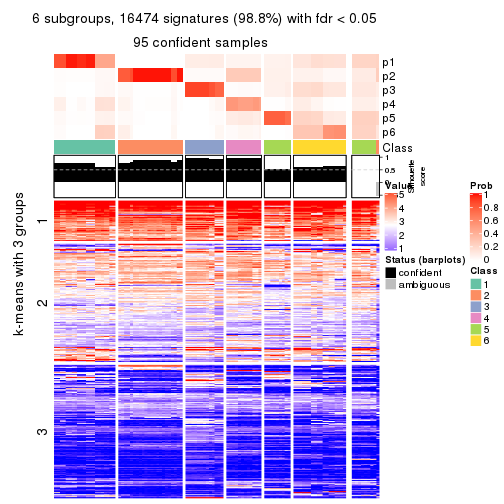 6 subgroups, 16474 signatures (98.8%) with fdr < 0.05
95 confident samples
p1
p2
p3
p4
p5
p6
Class
1
0.5
0
Silhouette
score
k-means with 3 groups
1
2
3
Value
5
4
3
2
1
Status (barplots)
confident
ambiguous
Prob
1
0.8
0.6
0.4
0.2
0
Class
1
2
3
4
5
6